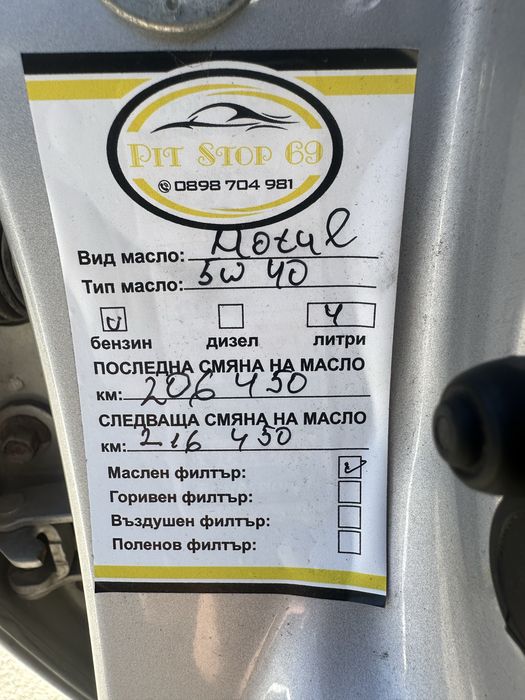 PIT STOP 69
0898 704 981
Вид масло: Motul
Тип масло: 5W 40
4
бензин дизел литри
ПОСЛЕДНА СМЯНА НА МАСЛО
км: 206 450
СЛЕДВАЩА СМЯНА НА МАСЛО
км: 216 450
Маслен филтър:
Горивен филтър:
Въздушен филтър:
Поленов филтър: